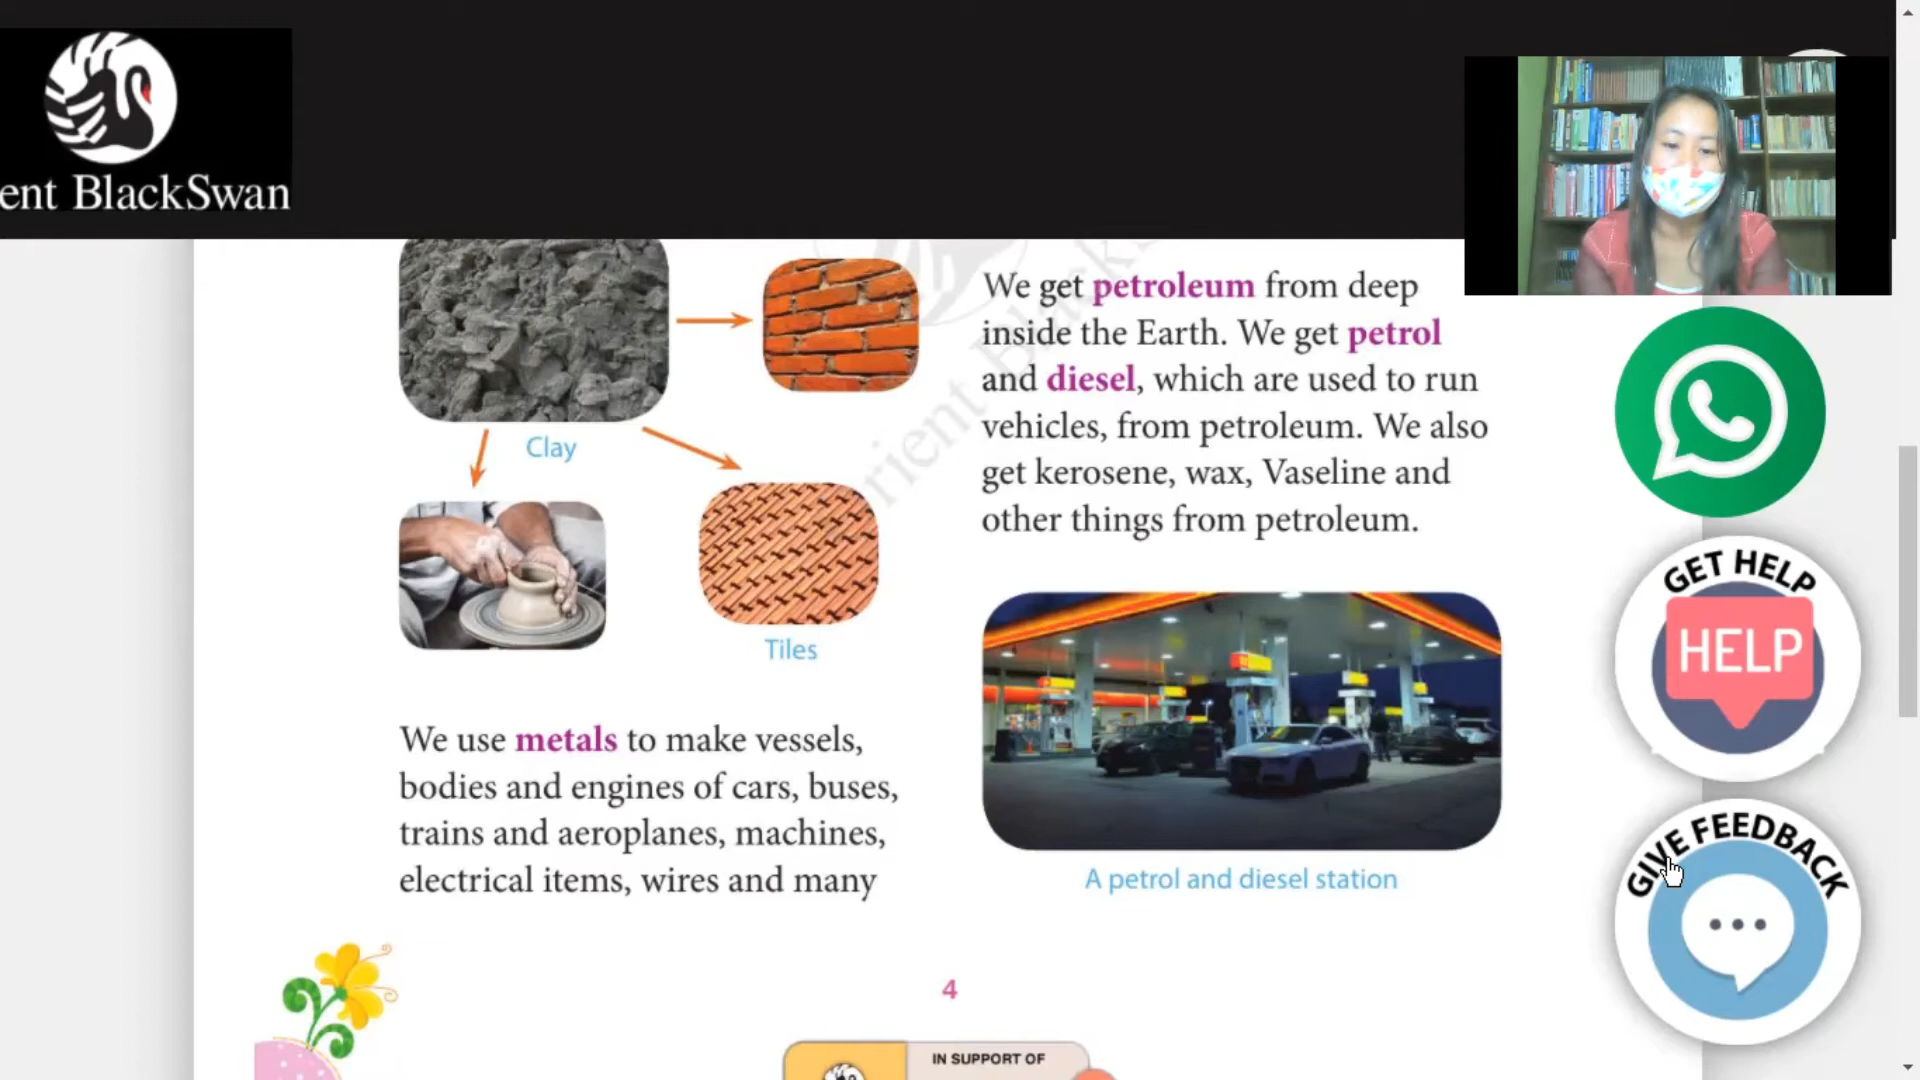 ent BlackSwan
Clay
Tiles
We use metals to make vessels,
bodies and engines of cars, buses,
trains and aeroplanes, machines,
electrical items, wires and many
We get petroleum from deep
inside the Earth. We get petrol
and diesel, which are used to run
vehicles, from petroleum. We also
get kerosene, wax, Vaseline and
other things from petroleum.
A petrol and diesel station
4
IN SUPPORT OF
GET HELP
HELP
GIVE FEEDBACK
rient Blacks